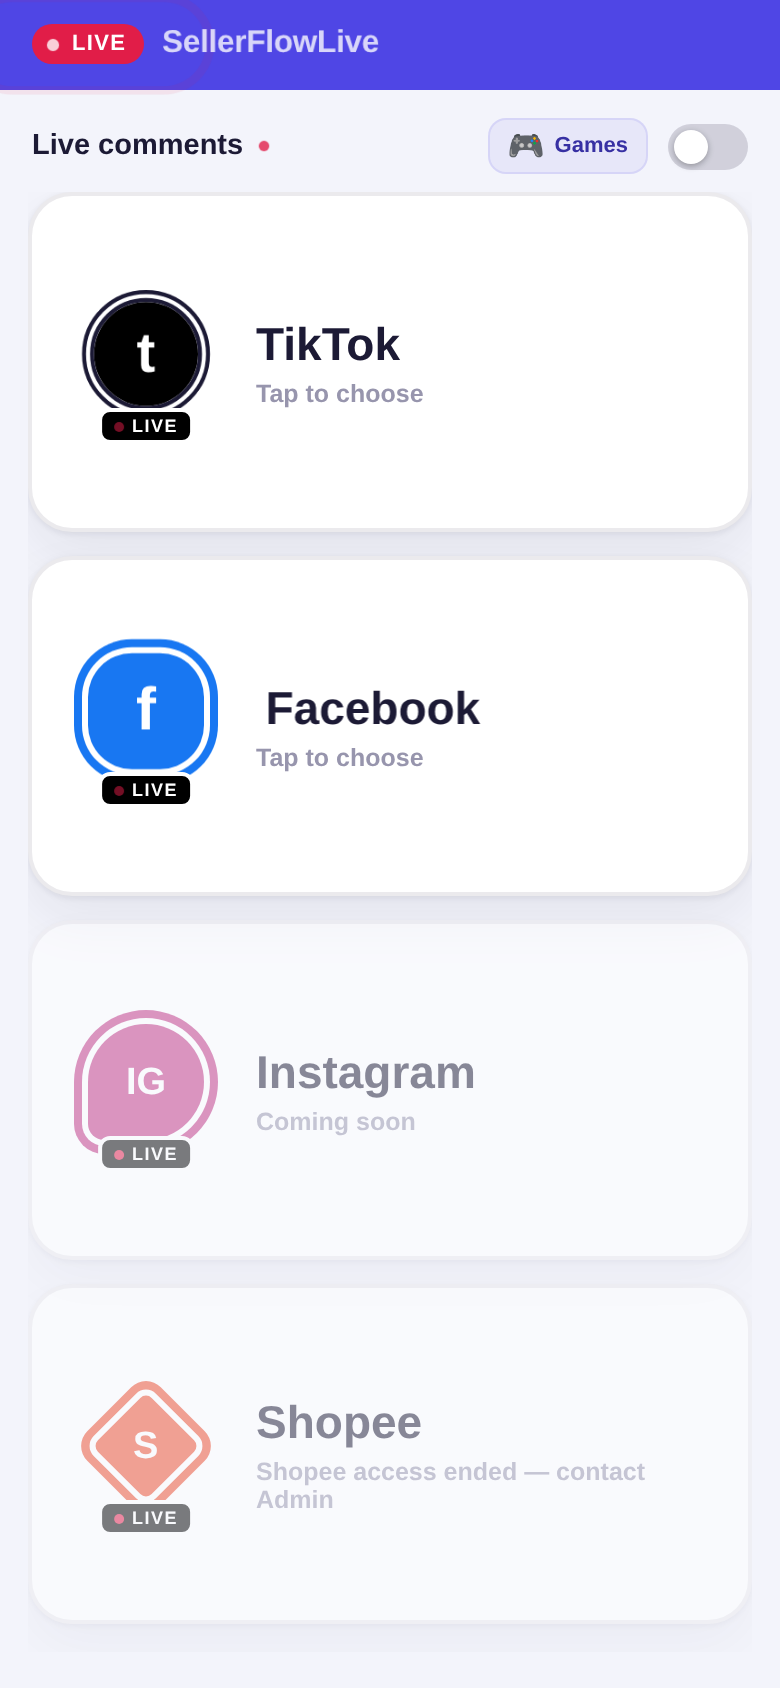 LIVE SellerFlowLive
Live comments
🎮 Games
t
TikTok
Tap to choose
LIVE
f
Facebook
Tap to choose
LIVE
IG
Instagram
Coming soon
LIVE
S
Shopee
Shopee access ended — contact
Admin
LIVE